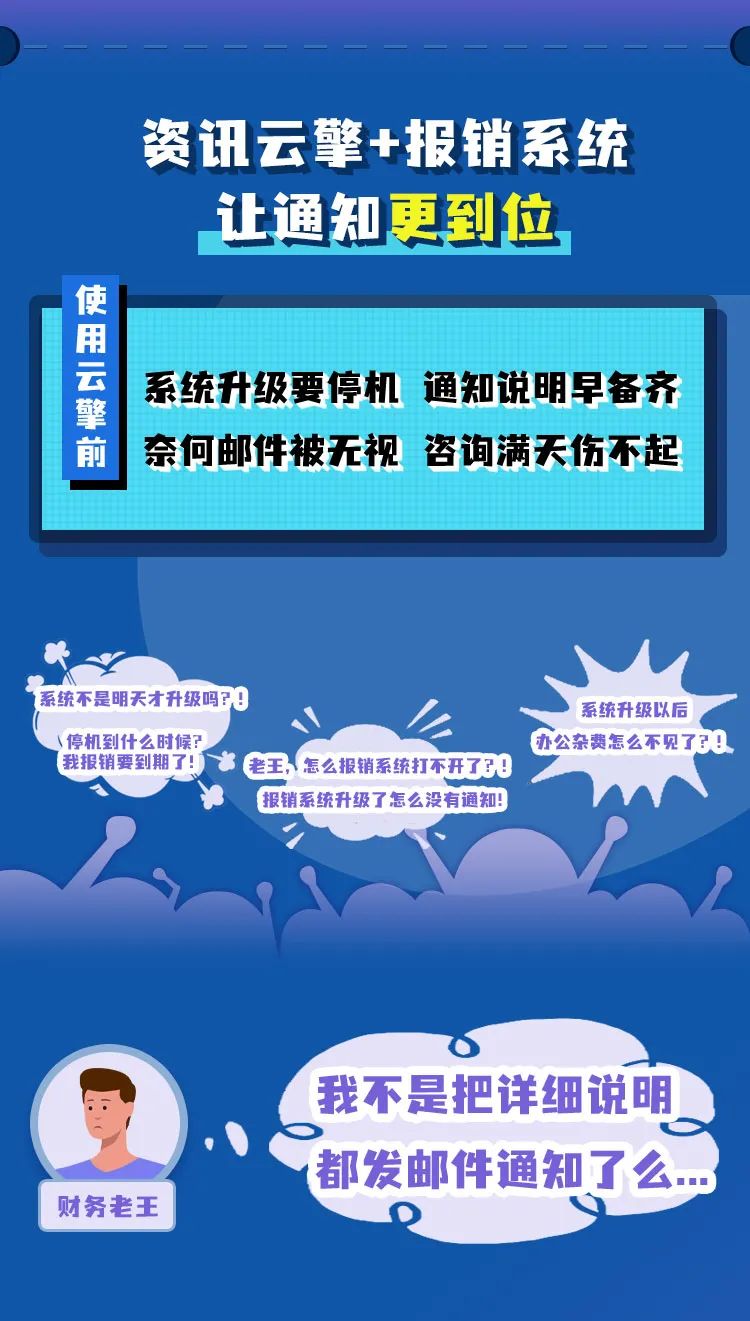 资讯云擎+报销系统
让通知更到位
使用云擎前
系统升级要停机 通知说明早备齐
奈何邮件被无视 咨询满天伤不起
系统不是明天才升级吗?!
停机到什么时候?
我报销要到期了!
老王,怎么报销系统打不开了?!
报销系统升级了怎么没有通知!
系统升级以后
办公杂费怎么不见了?!
我不是把详细说明
都发邮件通知了么...
财务老王